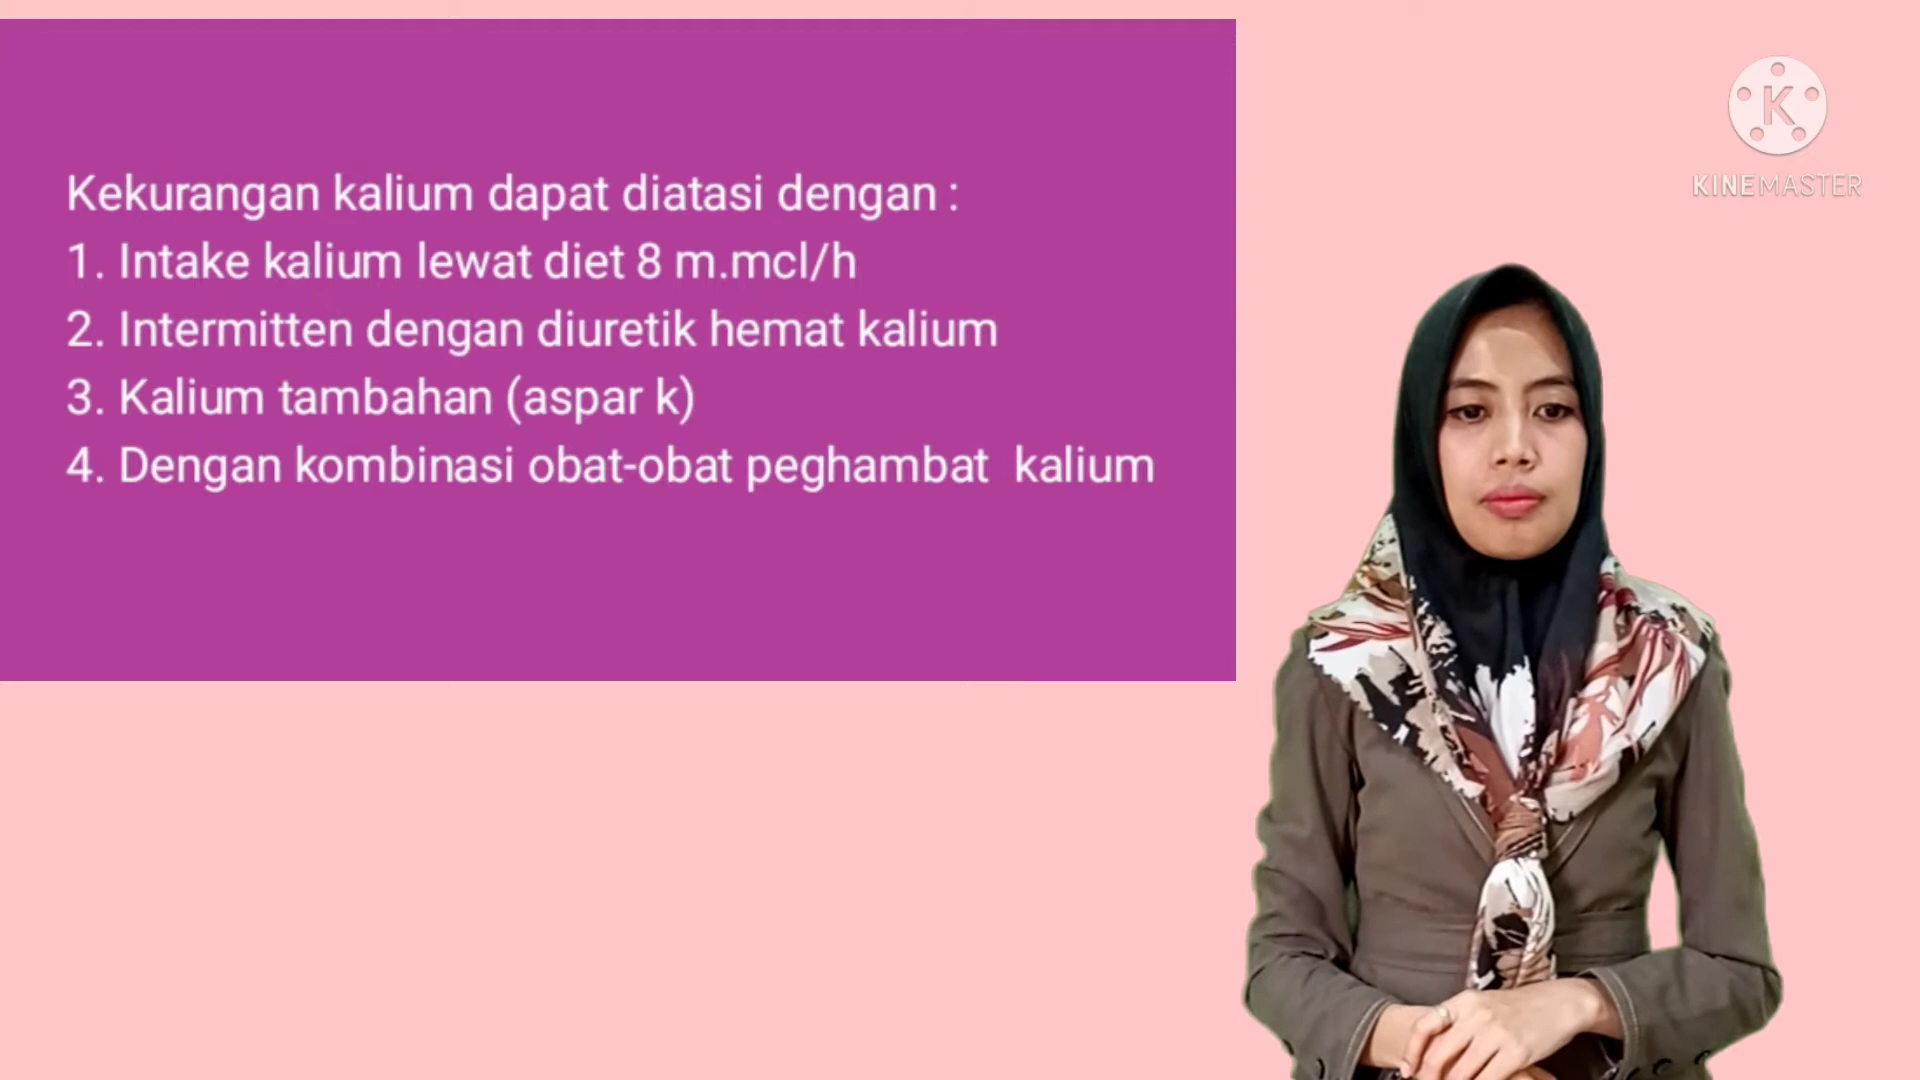 Kekurangan kalium dapat diatasi dengan :
1. Intake kalium lewat diet 8 m.mcl/h
2. Intermitten dengan diuretik hemat kalium
3. Kalium tambahan (aspar k)
4. Dengan kombinasi obat-obat peghambat  kalium
K
KINEMASTER